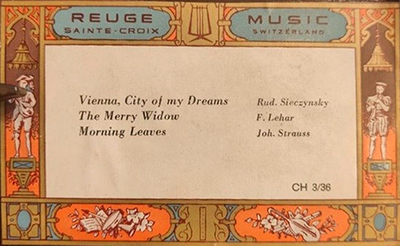 REUGE MUSIC
SAINTE-CROIX SWITZERLAND
Vienna, City of my Dreams Rud. Sieczynsky
The Merry Widow F. Lehar
Morning Leaves Joh. Strauss
CH 3/36